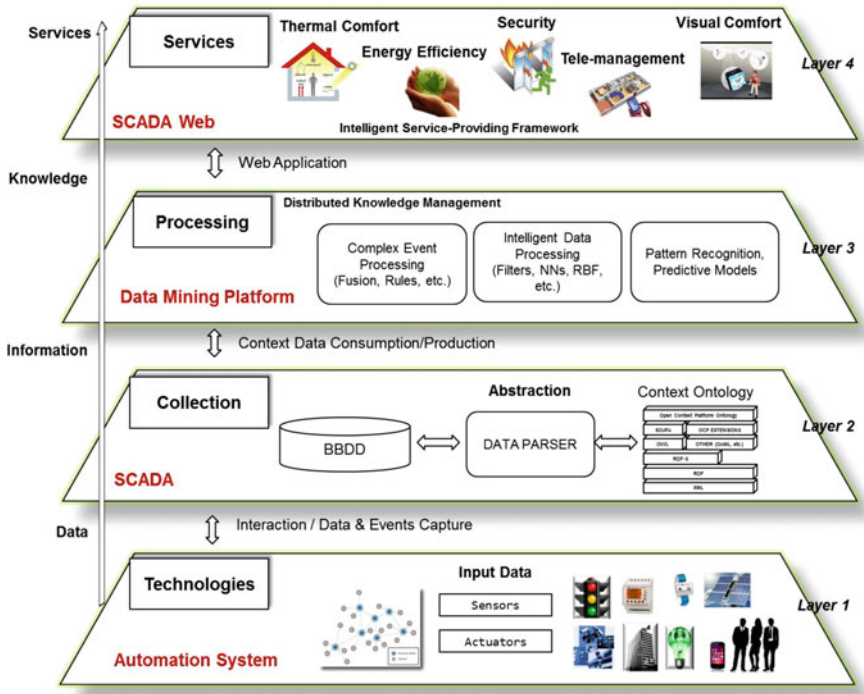 Services
Services
Thermal Comfort
Energy Efficiency
Security
Tele-management
Visual Comfort
Layer 4
SCADA Web
Intelligent Service-Providing Framework
Web Application
Knowledge
Processing
Distributed Knowledge Management
Complex Event
Processing
(Fusion, Rules, etc.)
Intelligent Data
Processing
(Filters, NNs, RBF,
etc.)
Pattern Recognition,
Predictive Models
Layer 3
Data Mining Platform
Information
Context Data Consumption/Production
Collection
BBDD
Abstraction
DATA PARSER
Context Ontology
Open Context Platform Ontology
SOUPA
OCP EXTENSIONS
OWL
OTHER (DAML, etc.)
RDF-S
RDF
XML
Layer 2
SCADA
Data
Interaction / Data & Events Capture
Technologies
Input Data
Sensors
Actuators
Layer 1
Automation System